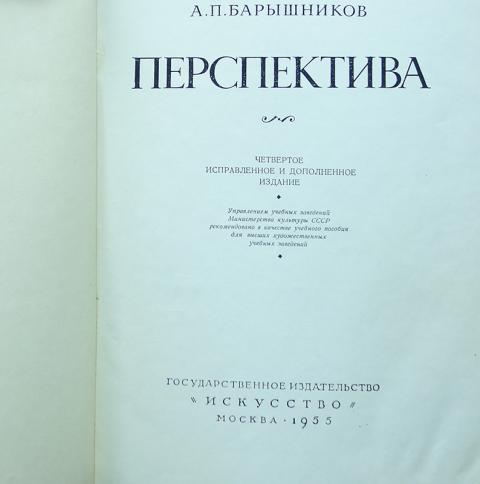 А.П.БАРЫШНИКОВ
ПЕРСПЕКТИВА
ЧЕТВЕРТОЕ
ИСПРАВЛЕННОЕ И ДОПОЛНЕННОЕ
ИЗДАНИЕ
Управлением учебных заведений
Министерства культуры СССР
рекомендована в качестве учебного пособия
для высших художественных
учебных заведений
ГОСУДАРСТВЕННОЕ ИЗДАТЕЛЬСТВО
"ИСКУССТВО"
МОСКВА · 1955